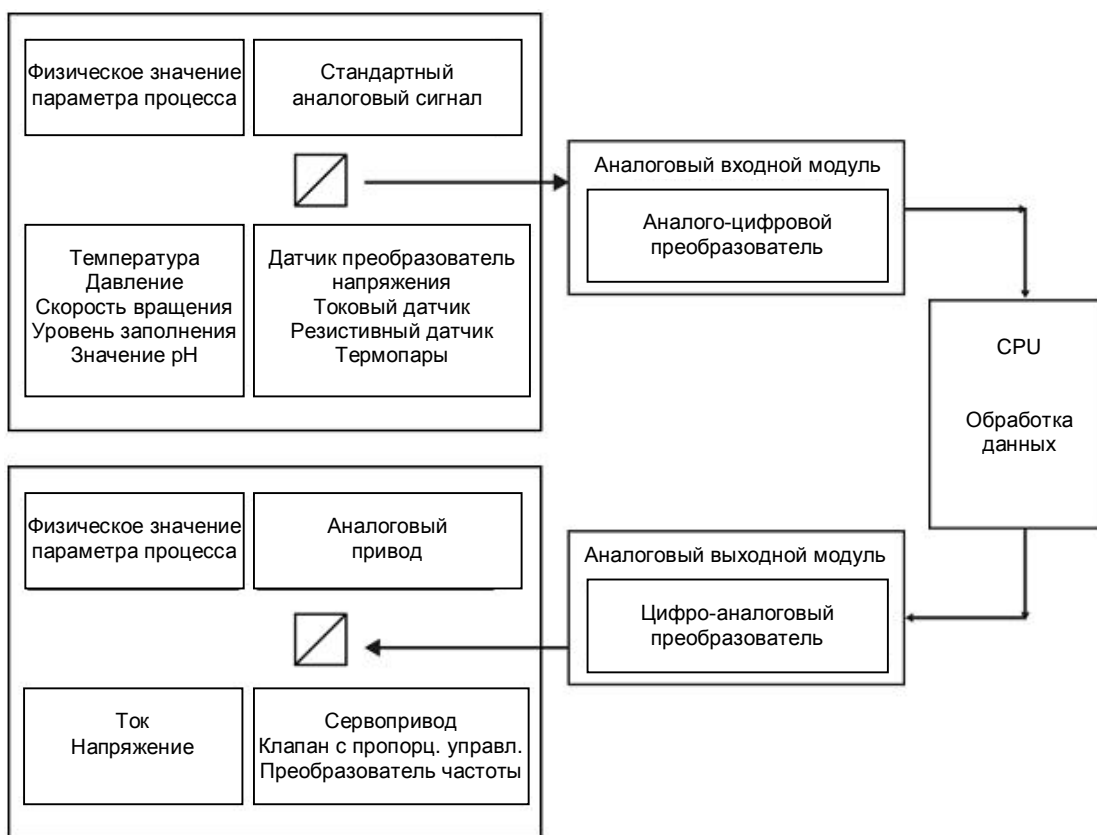 Физическое значение
параметра процесса
Стандартный
аналоговый сигнал
Температура
Давление
Скорость вращения
Уровень заполнения
Значение pH
Датчик преобразователь
напряжения
Токовый датчик
Резистивный датчик
Термопары
Аналоговый входной модуль
Аналого-цифровой
преобразователь
CPU
Обработка
данных
Аналоговый выходной модуль
Цифро-аналоговый
преобразователь
Физическое значение
параметра процесса
Аналоговый
привод
Ток
Напряжение
Сервопривод
Клапан с пропорц. управл.
Преобразователь частоты